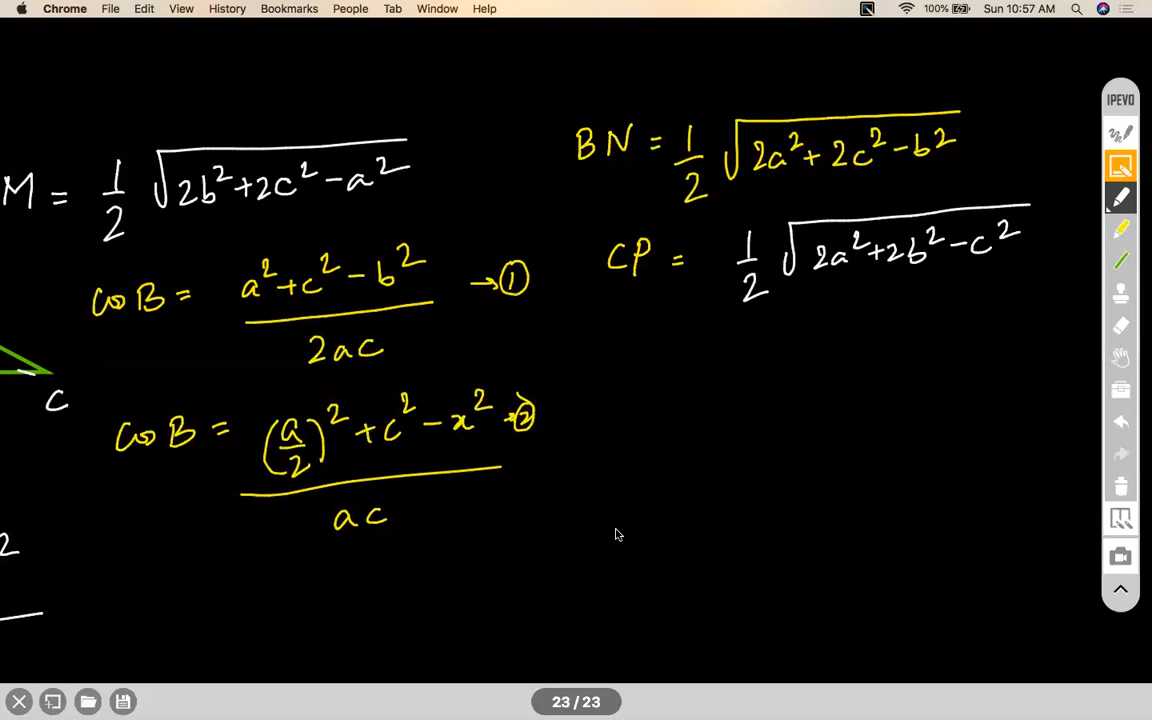 Chrome File Edit View History Bookmarks People Tab Window Help 100% Sun 10:57 AM
IPEVO
M = 1/2 √(2b²+2c²-a²)
BN = 1/2 √(2a²+2c²-b²)
CP = 1/2 √(2a²+2b²-c²)
cos B = (a²+c²-b²)/(2ac) →①
C
cos B = ((a/2)²+c²-x²)/(ac) →②
2
23 / 23